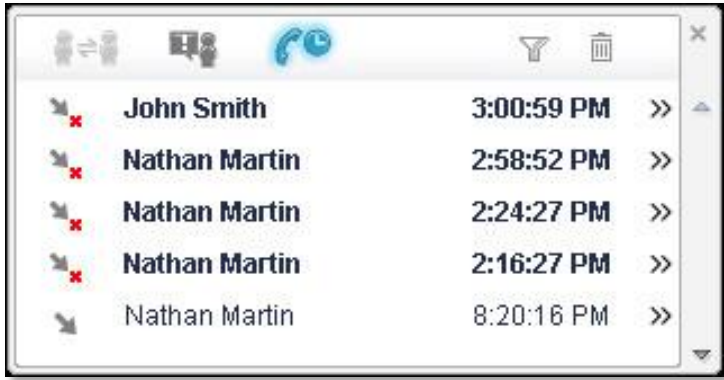 John Smith 3:00:59 PM
Nathan Martin 2:58:52 PM
Nathan Martin 2:24:27 PM
Nathan Martin 2:16:27 PM
Nathan Martin 8:20:16 PM